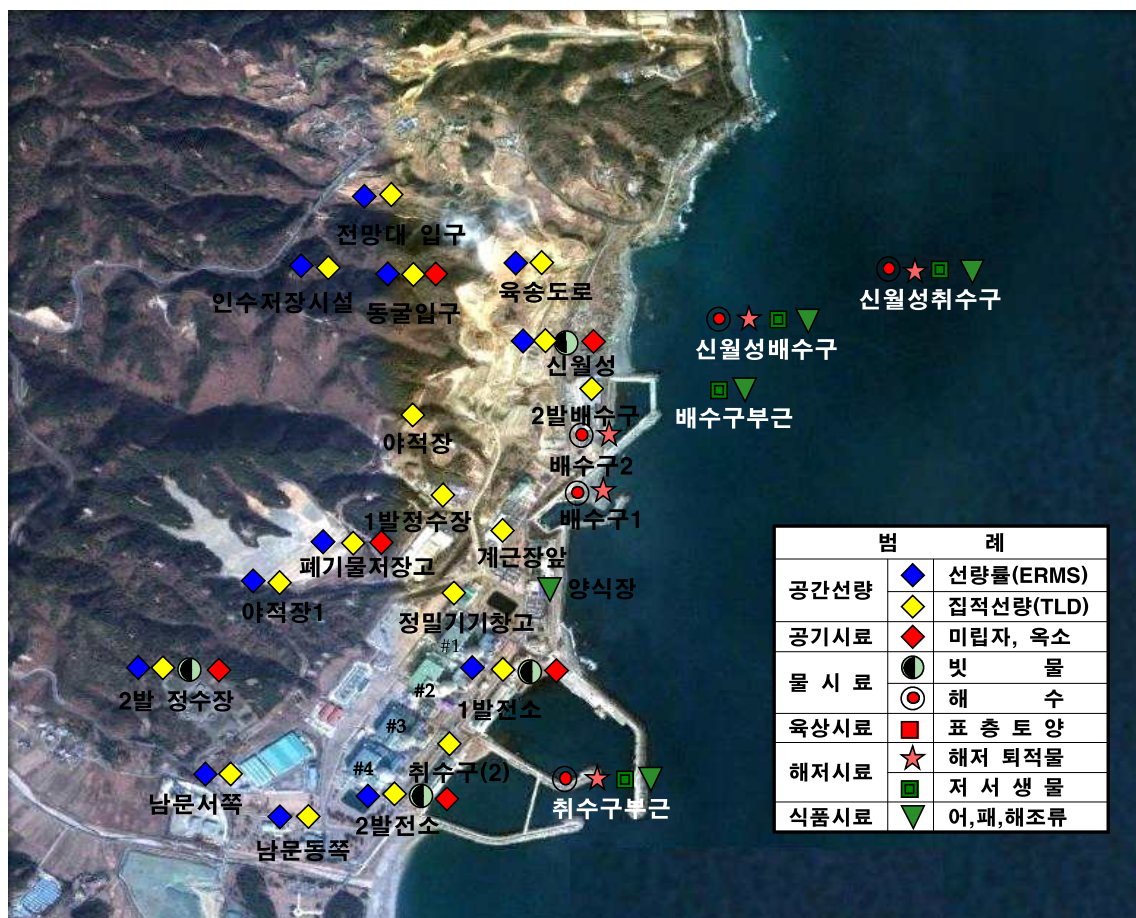 전망대 입구
인수저장시설
동굴입구
육송도로
신월성취수구
신월성배수구
신월성
2발배수구
배수구부근
야적장
배수구2
1발정수장
배수구1
계근장앞
폐기물저장고
야적장1
양식장
정밀기기창고
#1
2발 정수장
#2
1발전소
#3
취수구(2)
#4
남문서쪽
2발전소
취수구부근
남문동쪽
범 례
공간선량
선량률(ERMS)
집적선량(TLD)
공기시료
미립자, 옥소
물 시 료
빗 물
해 수
육상시료
표 층 토 양
해저시료
해저 퇴적물
저 서 생 물
식품시료
어,패,해조류